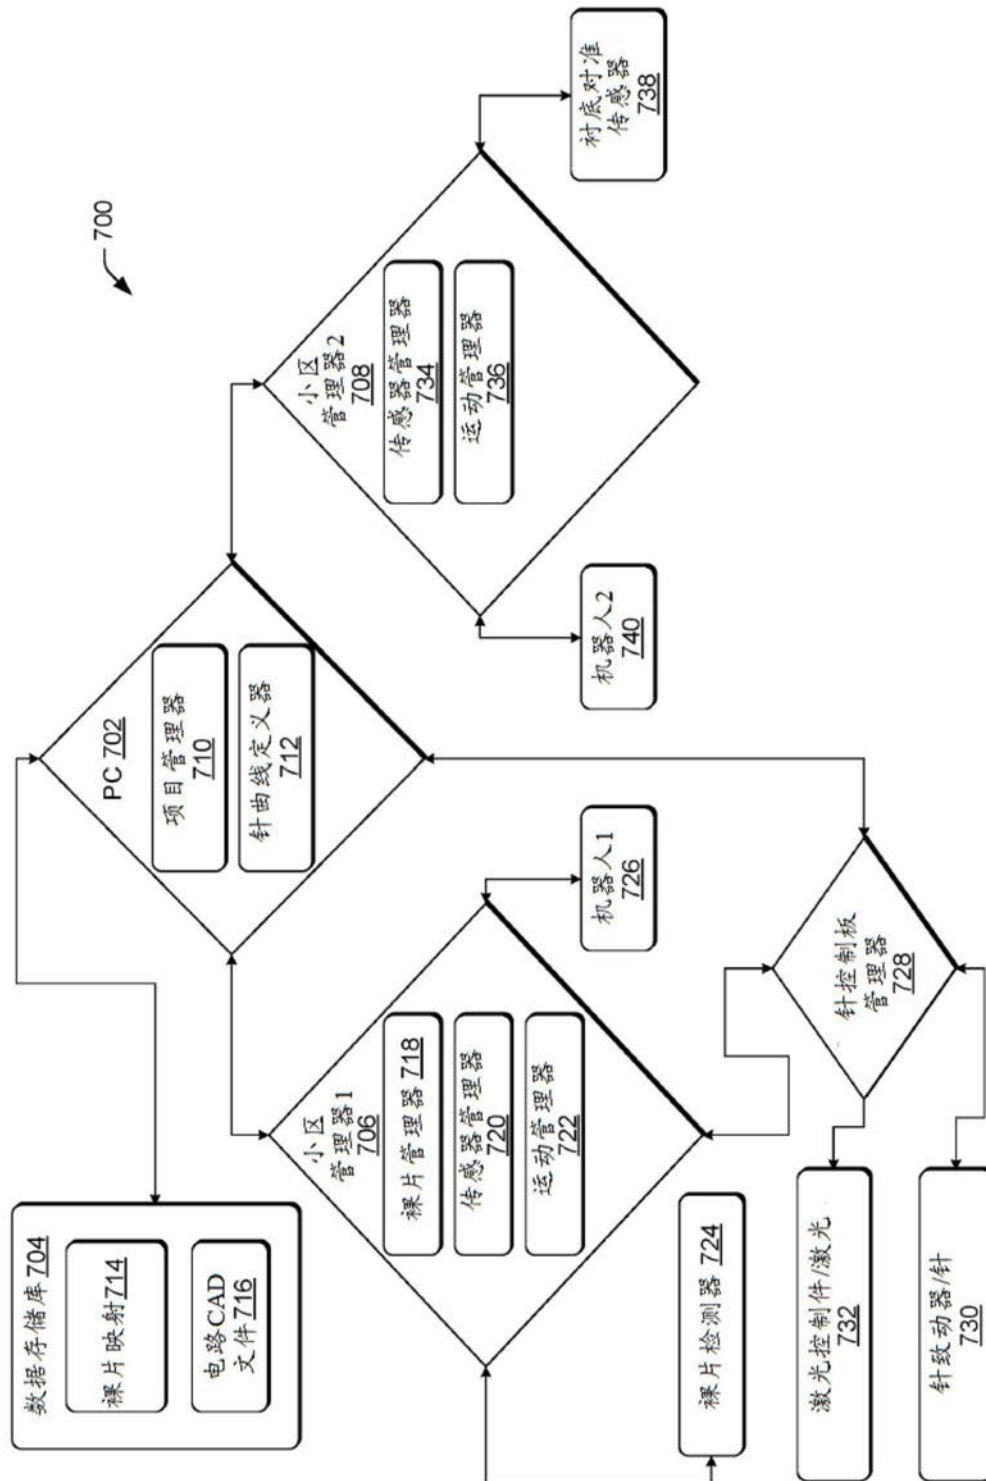 700
PC 702
项目管理器
710
针曲线定义器
712
数据存储库 704
裸片映射 714
电路CAD
文件 716
小区
管理器1
706
裸片管理器 718
传感器管理器
720
运动管理器
722
小区
管理器2
708
传感器管理器
734
运动管理器
736
衬底对准
传感器
738
机器人2
740
机器人1
726
针控制板
管理器
728
裸片检测器 724
激光控制件/激光
732
针致动器/针
730